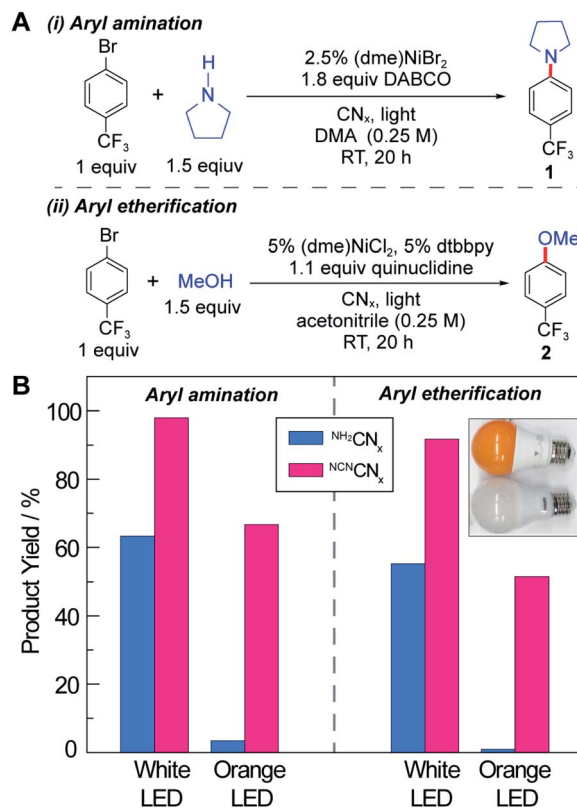 A
(i) Aryl amination
Br
CF3
1 equiv
+
H
N
1.5 eqiuv
2.5% (dme)NiBr2
1.8 equiv DABCO
CNx, light
DMA (0.25 M)
RT, 20 h
N
CF3
1
(ii) Aryl etherification
Br
CF3
1 equiv
+
MeOH
1.5 equiv
5% (dme)NiCl2, 5% dtbbpy
1.1 equiv quinuclidine
CNx, light
acetonitrile (0.25 M)
RT, 20 h
OMe
CF3
2
B
Aryl amination
Aryl etherification
NH2CNx
NCNCNx
Product Yield / %
100
80
60
40
20
0
White
LED
Orange
LED
White
LED
Orange
LED